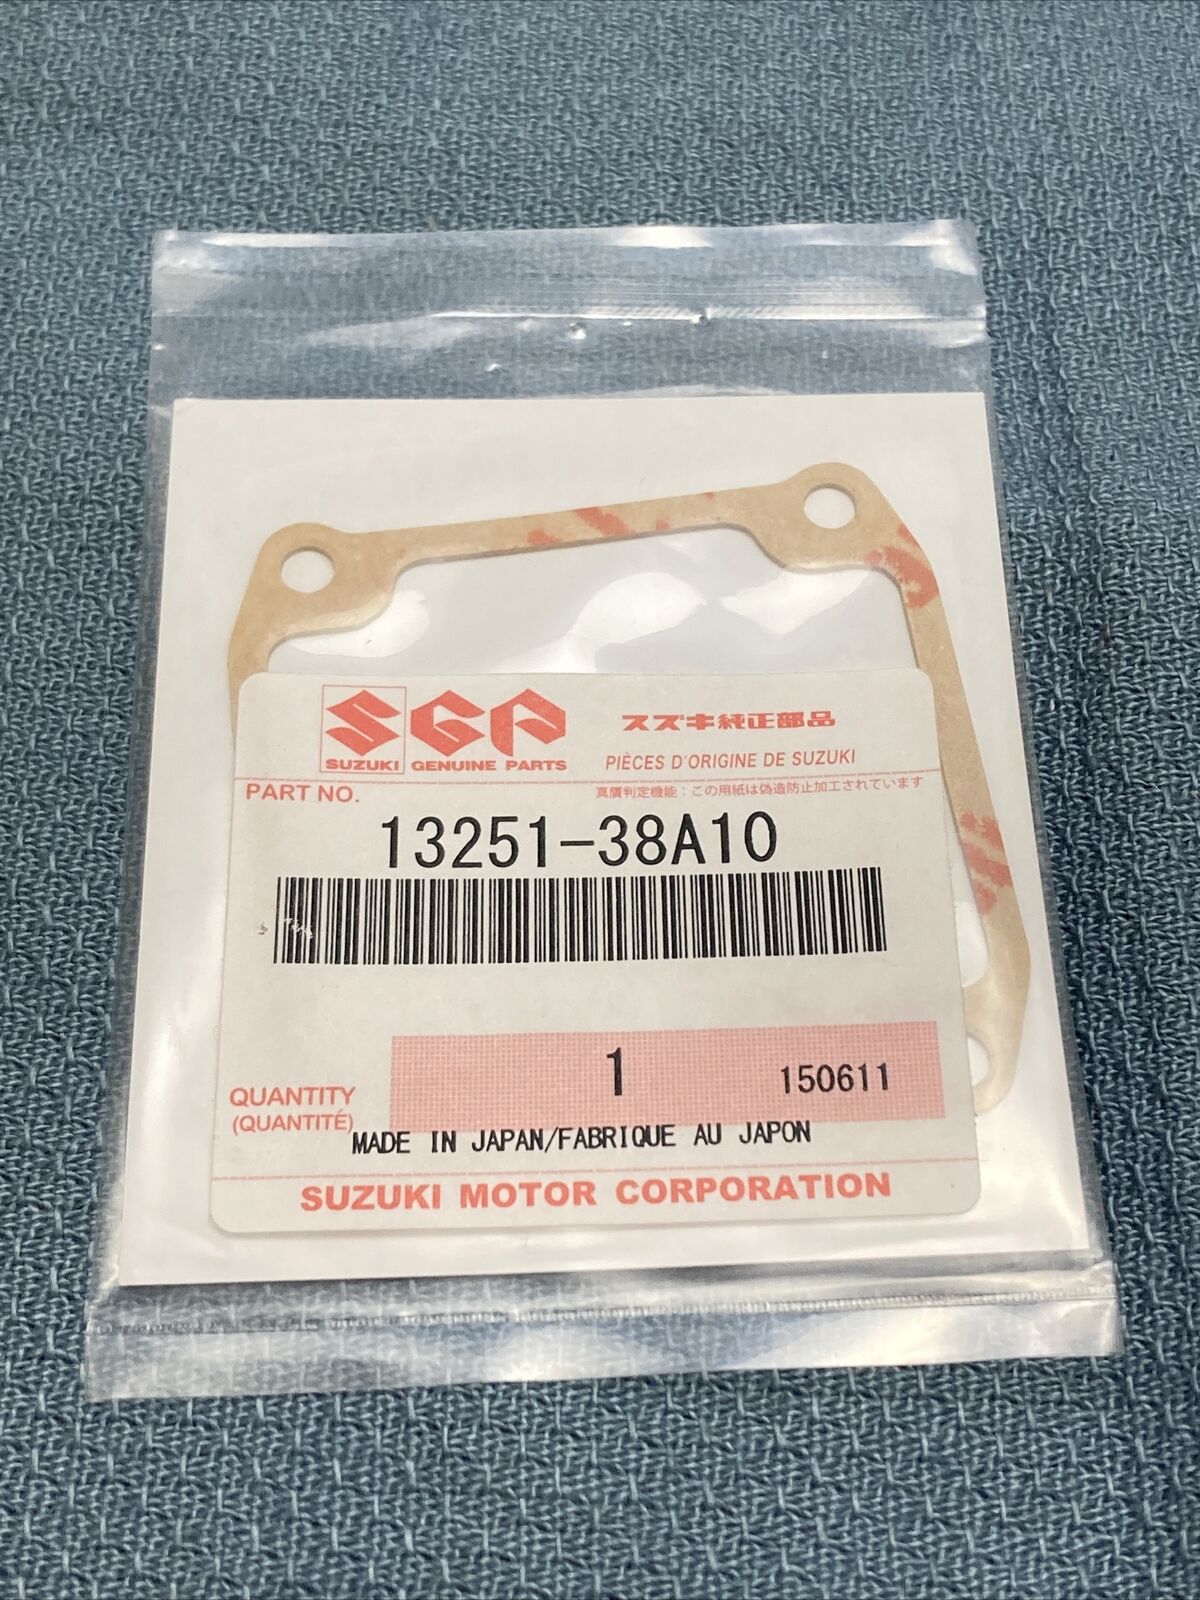 SGP
スズキ純正部品
SUZUKI GENUINE PARTS
PIÈCES D'ORIGINE DE SUZUKI
PART NO.
真贋判定機能：この用紙は偽造防止加工されています
13251-38A10
1
150611
QUANTITY
(QUANTITÉ)
MADE IN JAPAN/FABRIQUE AU JAPON
SUZUKI MOTOR CORPORATION